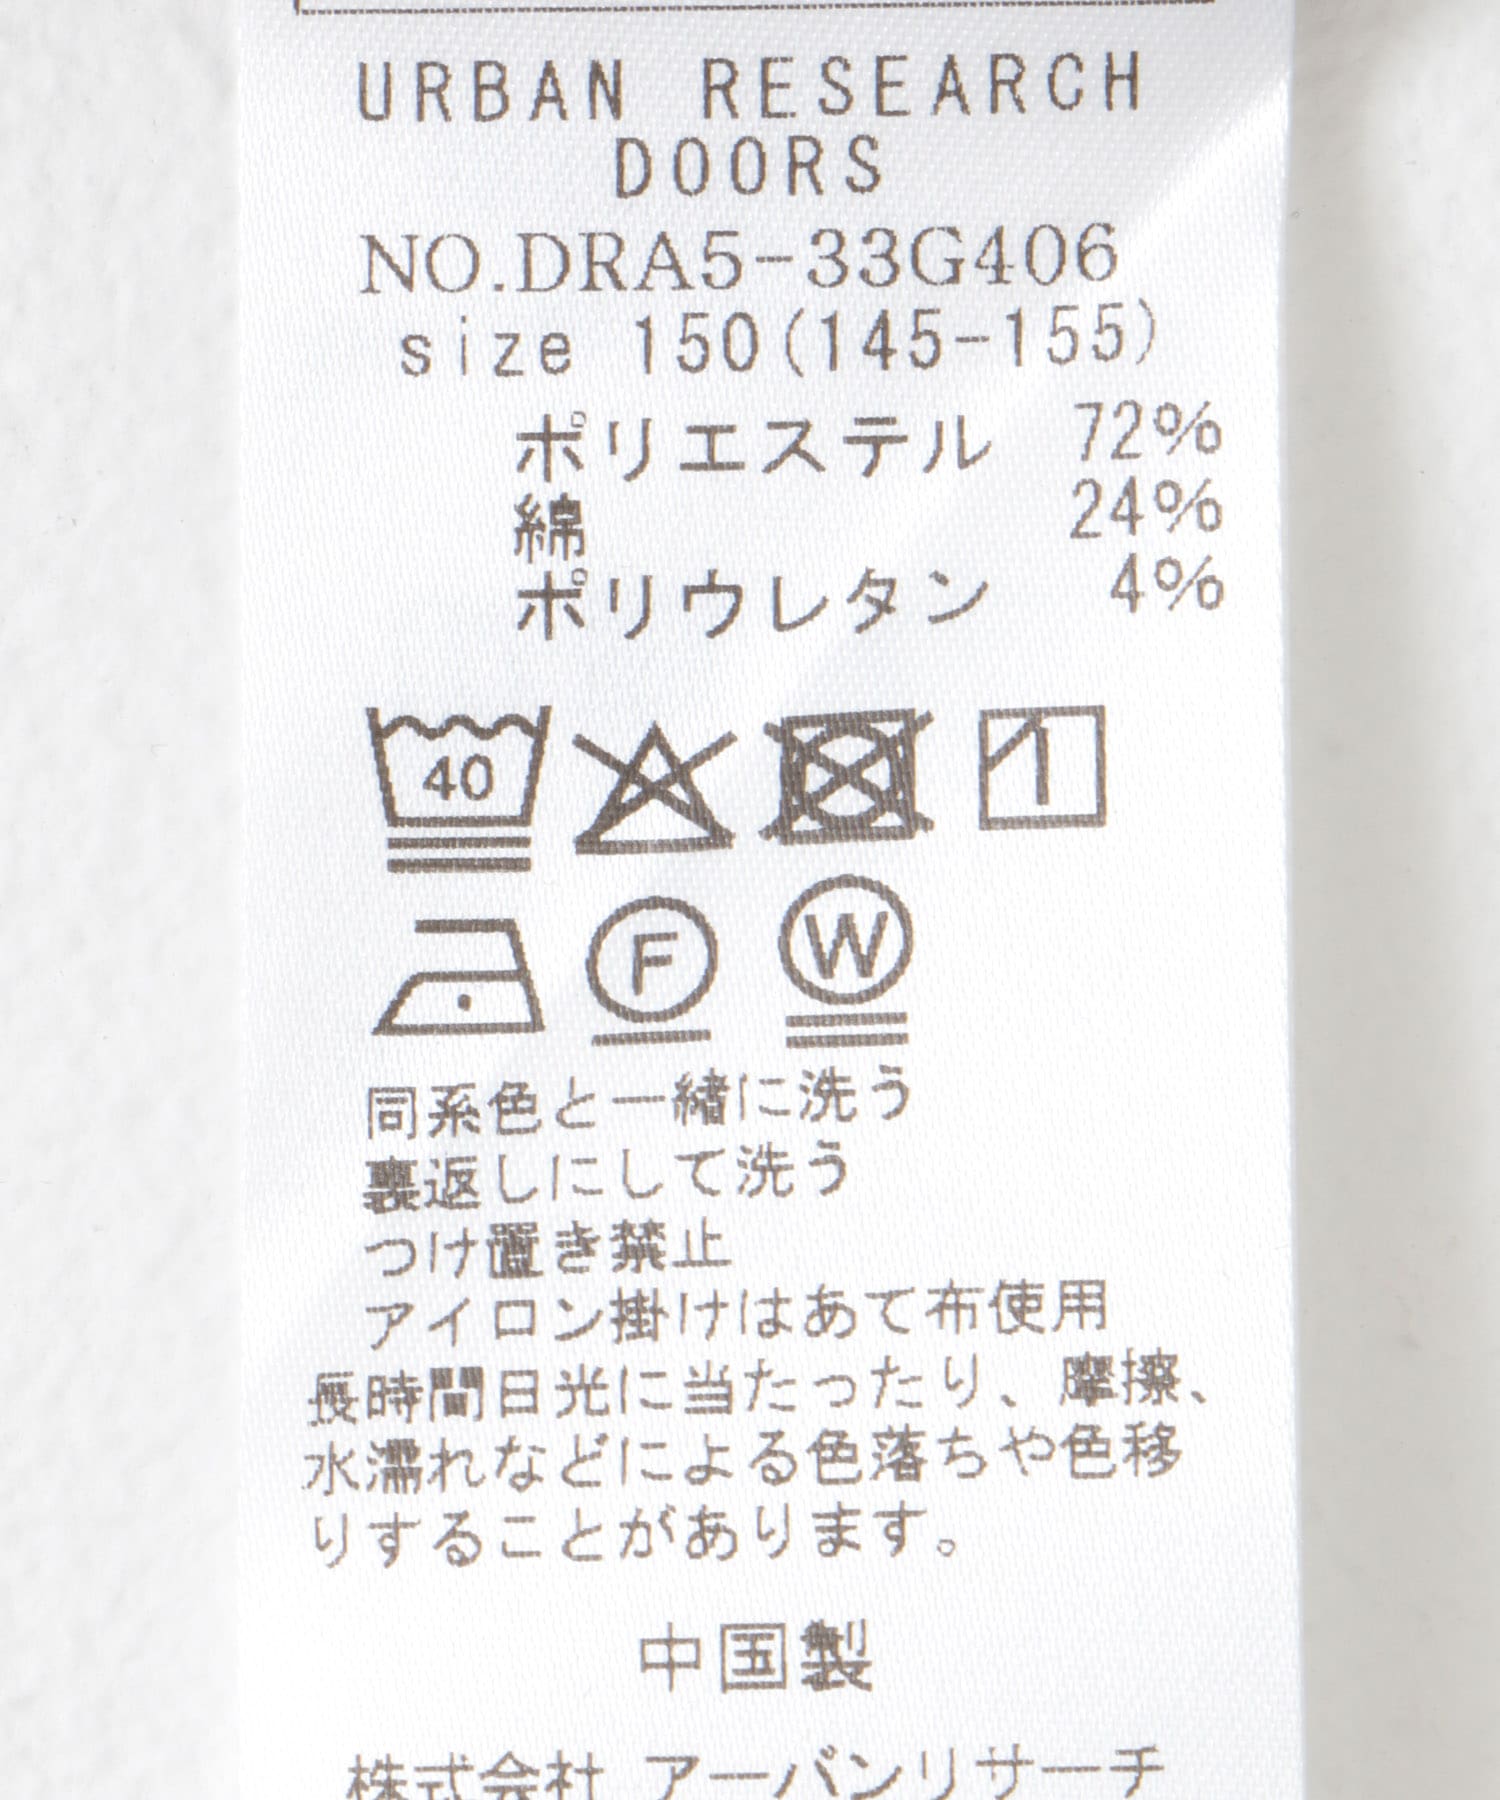 URBAN RESEARCH
DOORS
NO.DRA5-33G406
size 150(145-155)
ポリエステル 72%
綿 24%
ポリウレタン 4%
40
F W
同系色と一緒に洗う
裏返しにして洗う
つけ置き禁止
アイロン掛けはあて布使用
長時間日光に当たったり、摩擦、
水濡れなどによる色落ちや色移
りすることがあります。
中国製
株式会社 アーバンリサーチ